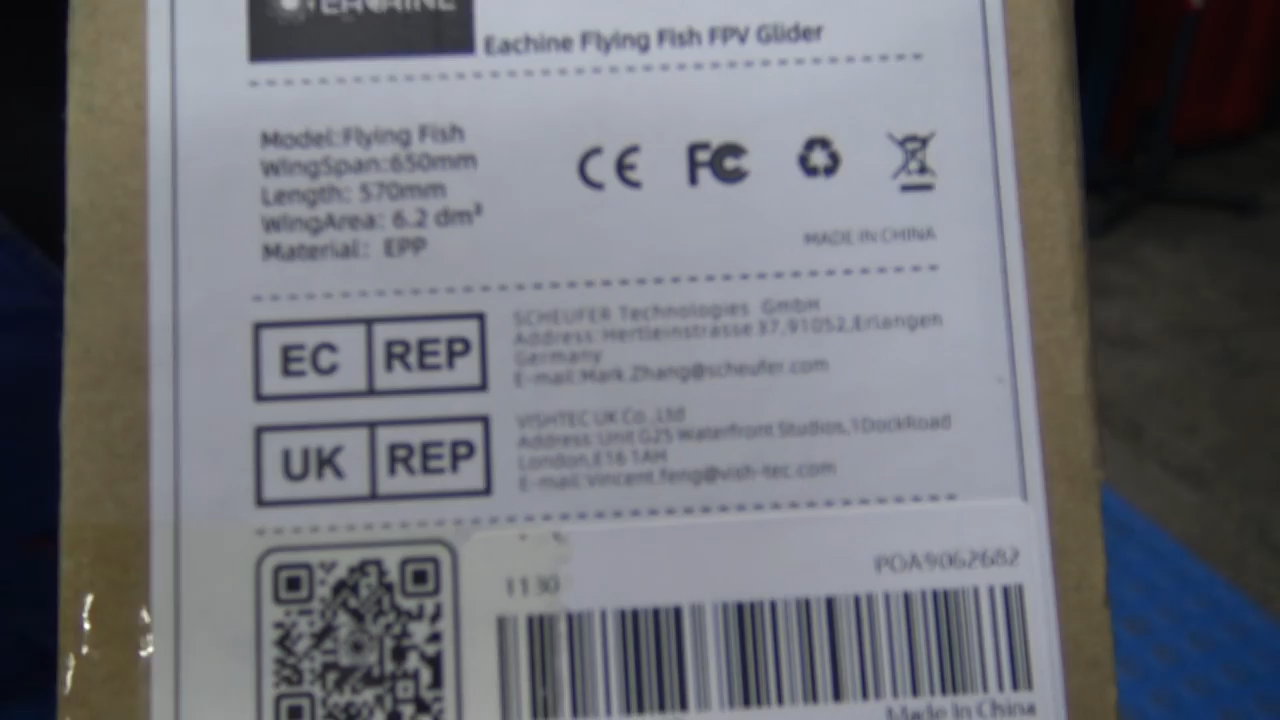 Eachine Flying Fish FPV Glider
Model:Flying Fish
WingSpan:650mm
Length: 570mm
WingArea: 6.2 dm²
Material: EPP
CE FC
MADE IN CHINA
EC REP
SCHEUFER Technologies GmbH
Address:Hertleinstrasse 37,91052,Erlangen
Germany
E-mail:Mark.Zhang@scheufer.com
UK REP
VISHTEC UK Co.,Ltd
Address:Unit G25 Waterfront Studios,1DockRoad
London,E16 1AH
E-mail:Vincent.feng@vish-tec.com
POA9062682
1130
Made In China